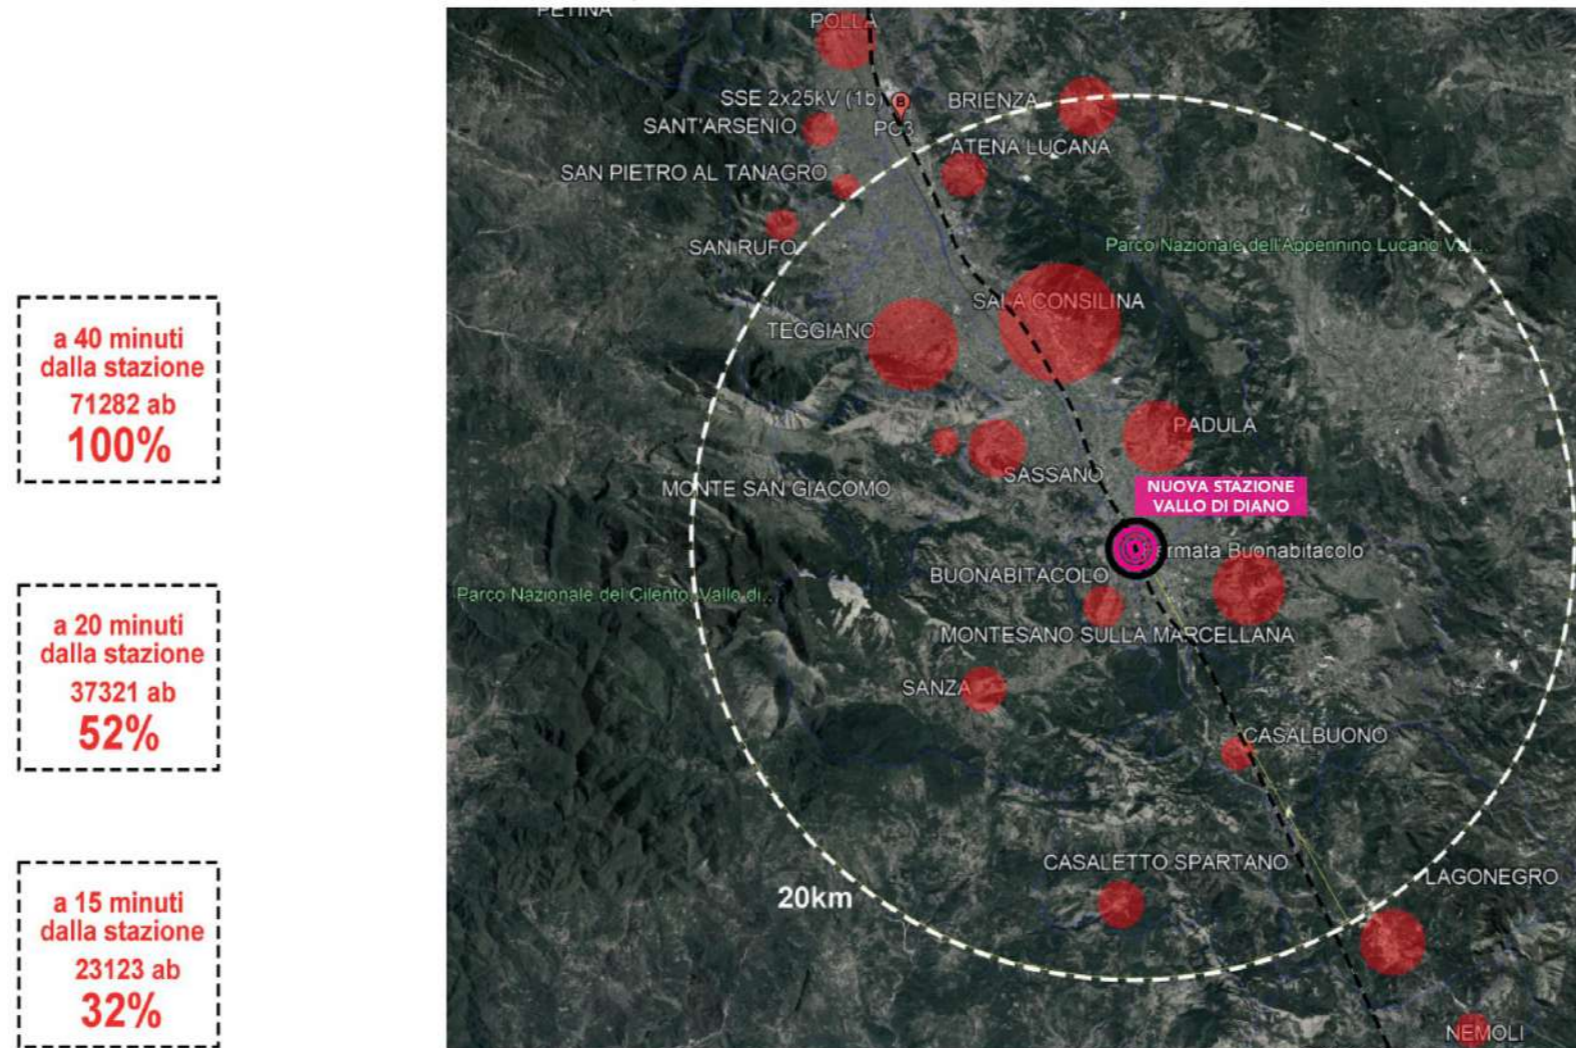 a 40 minuti
dalla stazione
71282 ab
100%
a 20 minuti
dalla stazione
37321 ab
52%
a 15 minuti
dalla stazione
23123 ab
32%
PETINA
POLLA
SSE 2x25kV (1b)
B
BRIENZA
SANT'ARSENIO
PC3
ATENA LUCANA
SAN PIETRO AL TANAGRO
SAN RUFO
Parco Nazionale dell'Appennino Lucano Val...
SALA CONSILINA
TEGGIANO
PADULA
SASSANO
MONTE SAN GIACOMO
NUOVA STAZIONE
VALLO DI DIANO
Fermata Buonabitacolo
BUONABITACOLO
Parco Nazionale del Cilento, Vallo di...
MONTESANO SULLA MARCELLANA
SANZA
CASALBUONO
CASALETTO SPARTANO
LAGONEGRO
20km
NEMOLI